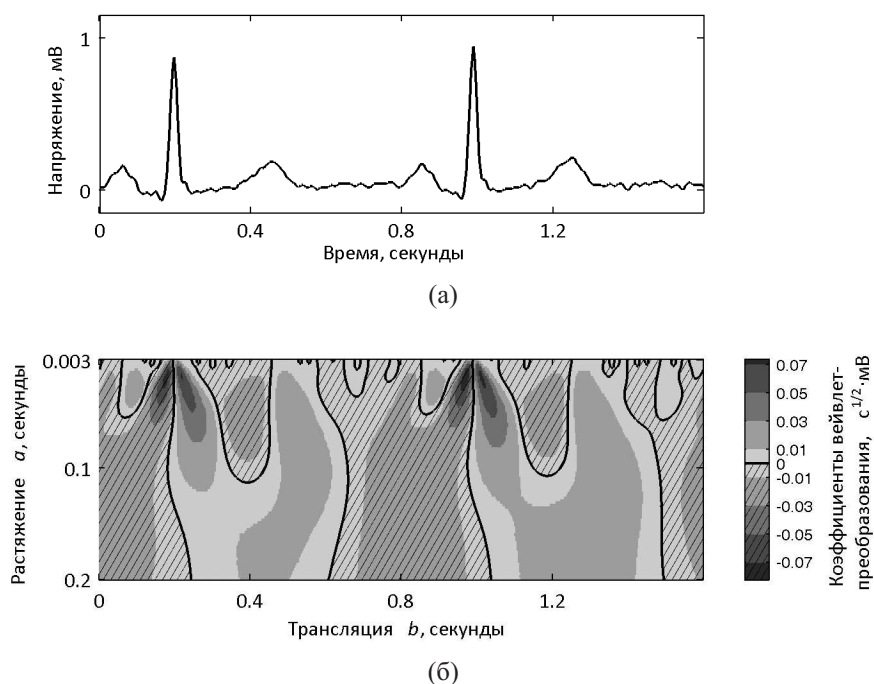 Напряжение, мВ
1
0
0
0.4
0.8
1.2
Время, секунды
(а)
Растяжение a, секунды
0.003
0.1
0.2
0
0.4
0.8
1.2
Трансляция b, секунды
0.07
0.05
0.03
0.01
0
-0.01
-0.03
-0.05
-0.07
Коэффициенты вейвлет-
преобразования, с^1/2·мВ
(б)